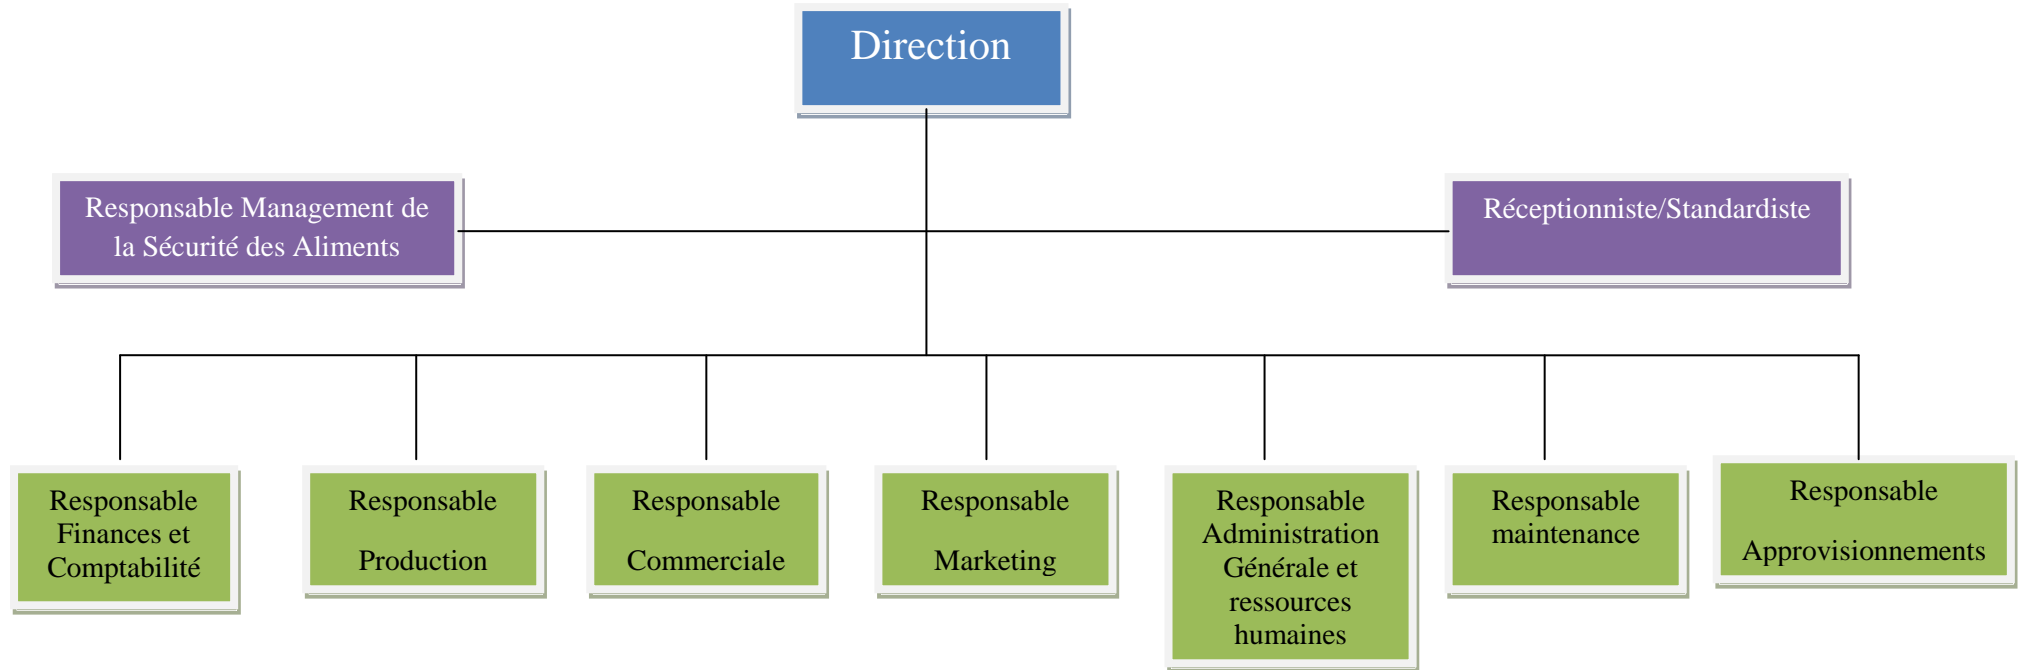 Direction
Responsable Management de
la Sécurité des Aliments
Réceptionniste/Standardiste
Responsable
Finances et
Comptabilité
Responsable
Production
Responsable
Commerciale
Responsable
Marketing
Responsable
Administration
Générale et
ressources
humaines
Responsable
maintenance
Responsable
Approvisionnements